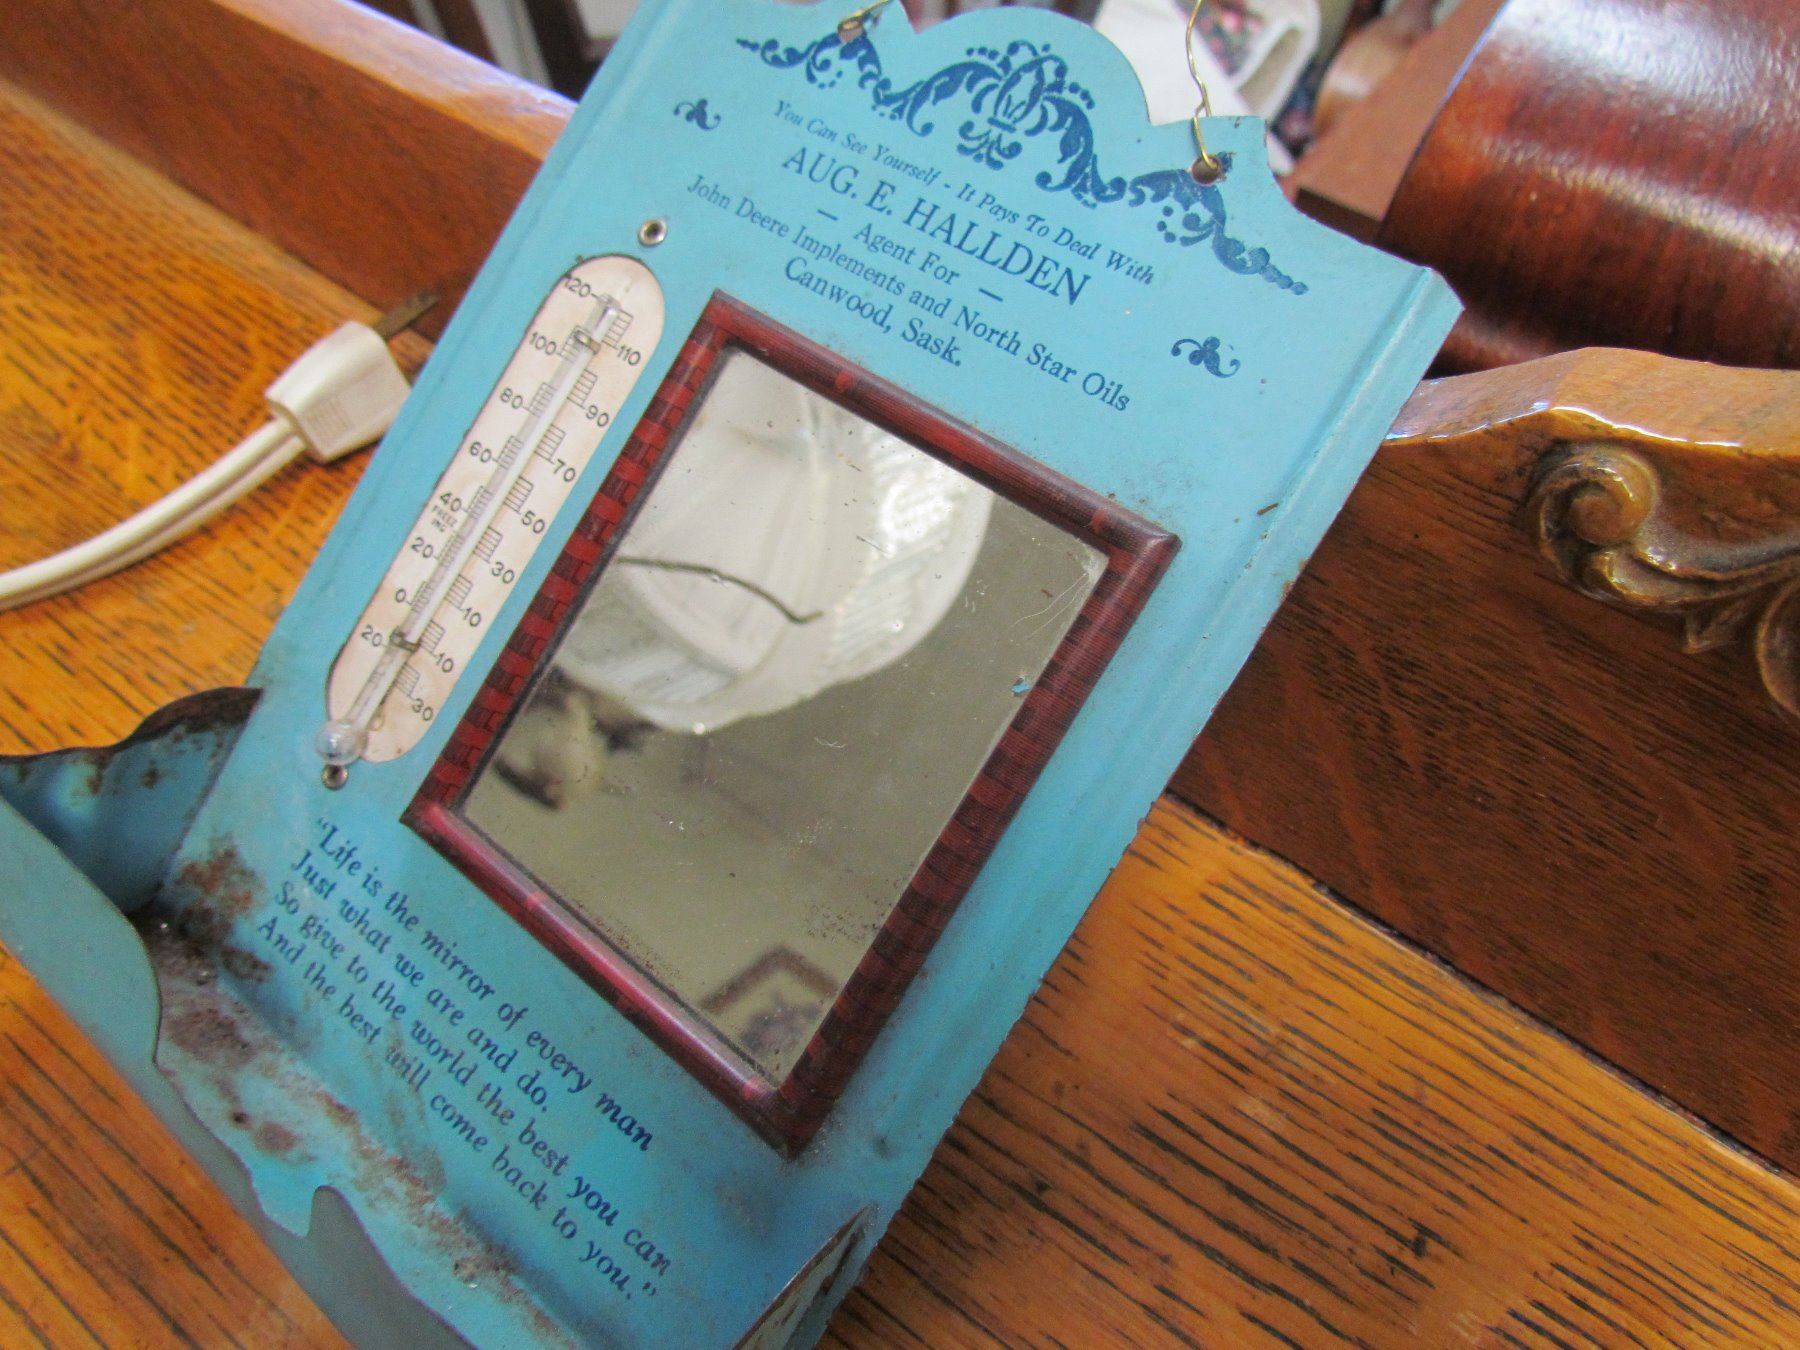 You Can See Yourself - It Pays To Deal With
AUG. E. HALLDEN
— Agent For —
John Deere Implements and North Star Oils
Canwood, Sask.
120
110
100
90
80
70
60
50
40
FREEZ
ING
30
20
10
0
10
20
30
"Life is the mirror of every man
Just what we are and do.
So give to the world the best you can
And the best will come back to you."